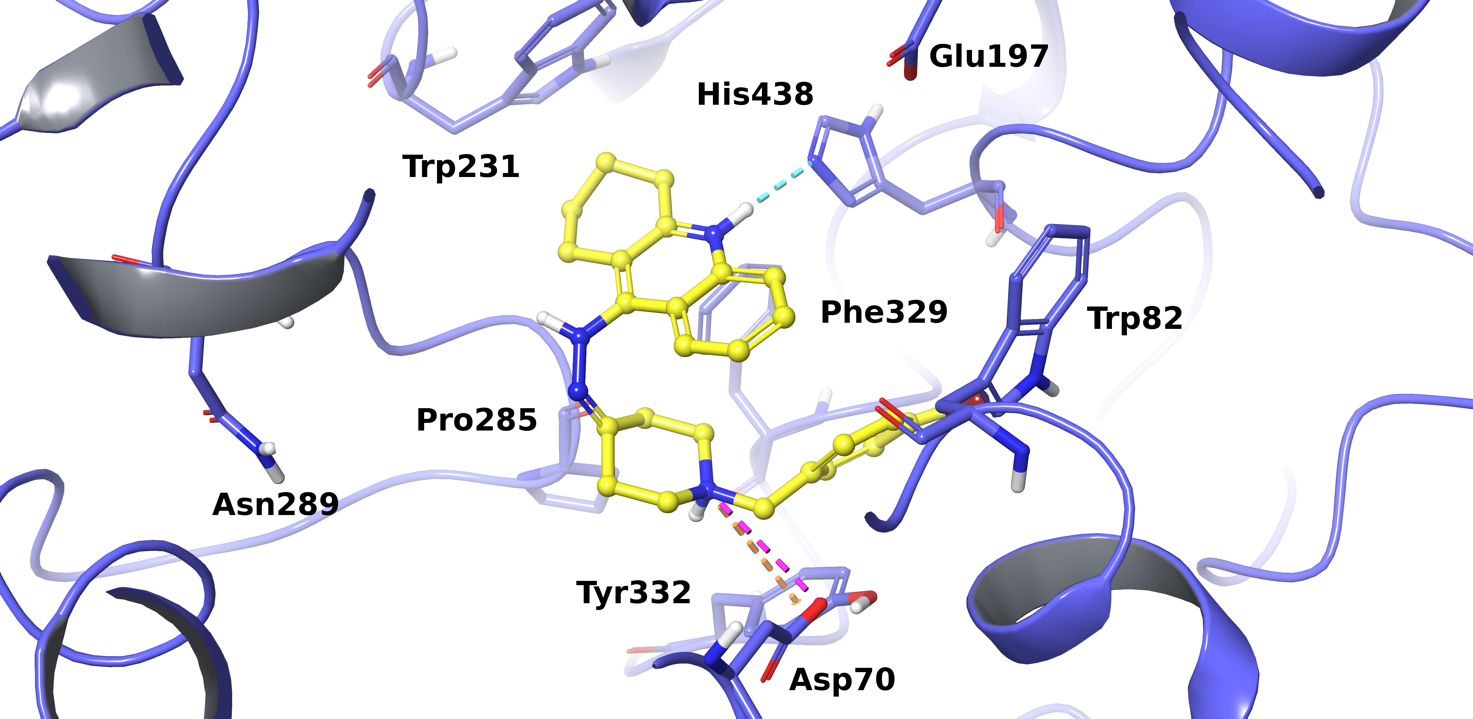 Glu197
His438
Trp231
Phe329
Trp82
Pro285
Asn289
Tyr332
Asp70